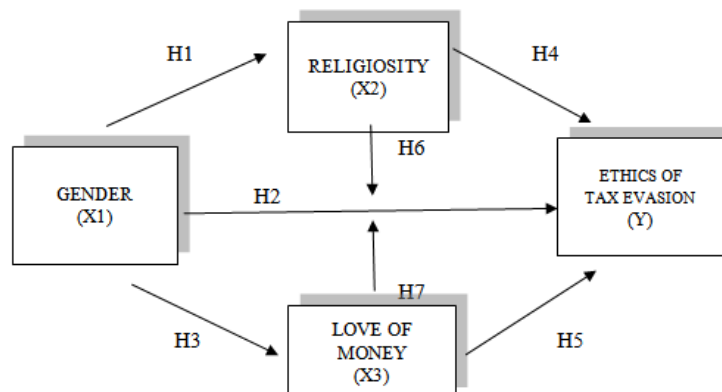 H1
RELIGIOSITY
(X2)
H4
H6
GENDER
(X1)
H2
ETHICS OF
TAX EVASION
(Y)
H7
H3
LOVE OF
MONEY
(X3)
H5